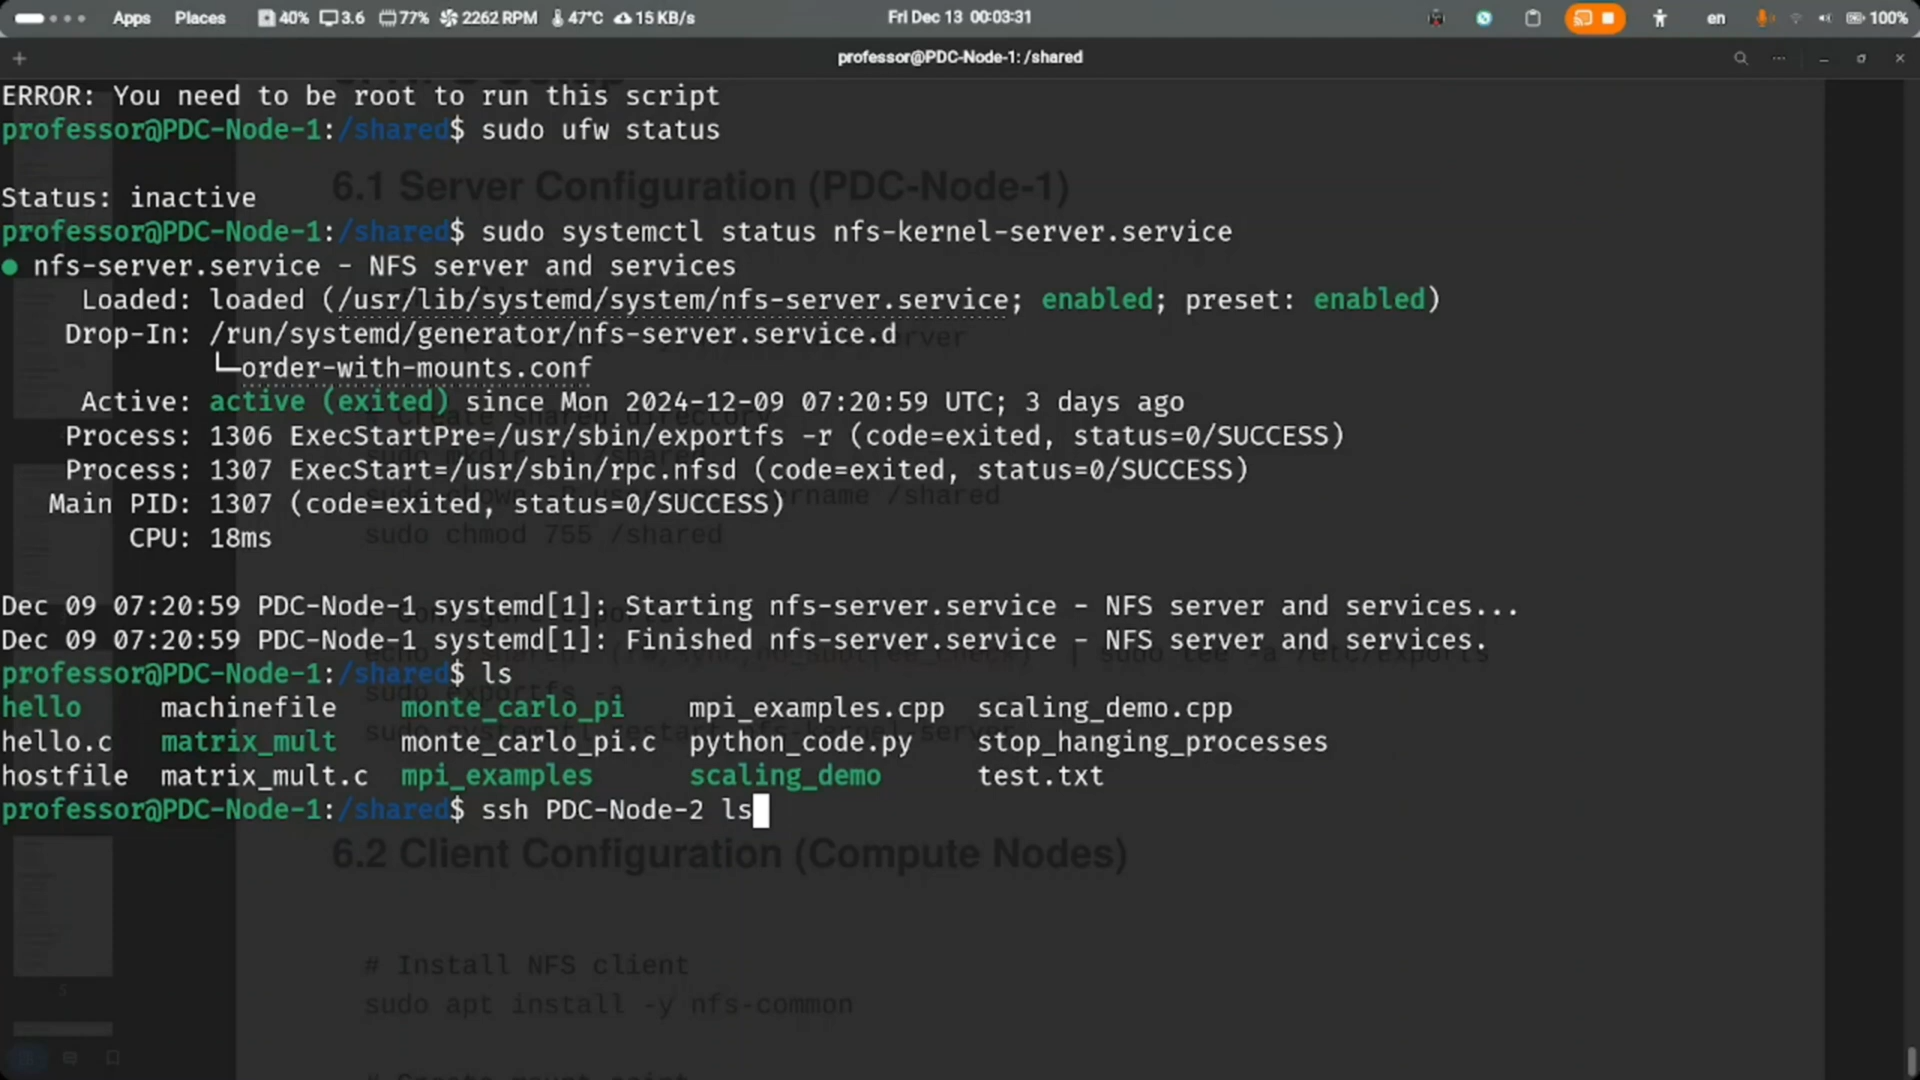 Apps Places 40% 3.6 77% 2262 RPM 47°C 15 KB/s Fri Dec 13 00:03:31 en 100%
professor@PDC-Node-1: /shared
ERROR: You need to be root to run this script
professor@PDC-Node-1:/shared$ sudo ufw status
6.1 Server Configuration (PDC-Node-1)
Status: inactive
professor@PDC-Node-1:/shared$ sudo systemctl status nfs-kernel-server.service
● nfs-server.service - NFS server and services
Loaded: loaded (/usr/lib/systemd/system/nfs-server.service; enabled; preset: enabled)
Drop-In: /run/systemd/generator/nfs-server.service.d
└─order-with-mounts.conf
Active: active (exited) since Mon 2024-12-09 07:20:59 UTC; 3 days ago
Process: 1306 ExecStartPre=/usr/sbin/exportfs -r (code=exited, status=0/SUCCESS)
Process: 1307 ExecStart=/usr/sbin/rpc.nfsd (code=exited, status=0/SUCCESS)
Main PID: 1307 (code=exited, status=0/SUCCESS)
sudo chmod 755 /shared
CPU: 18ms
Dec 09 07:20:59 PDC-Node-1 systemd[1]: Starting nfs-server.service - NFS server and services...
Dec 09 07:20:59 PDC-Node-1 systemd[1]: Finished nfs-server.service - NFS server and services.
professor@PDC-Node-1:/shared$ ls
hello machinefile monte_carlo_pi mpi_examples.cpp scaling_demo.cpp
hello.c matrix_mult monte_carlo_pi.c python_code.py stop_hanging_processes
hostfile matrix_mult.c mpi_examples scaling_demo test.txt
professor@PDC-Node-1:/shared$ ssh PDC-Node-2 ls
6.2 Client Configuration (Compute Nodes)
# Install NFS client
sudo apt install -y nfs-common